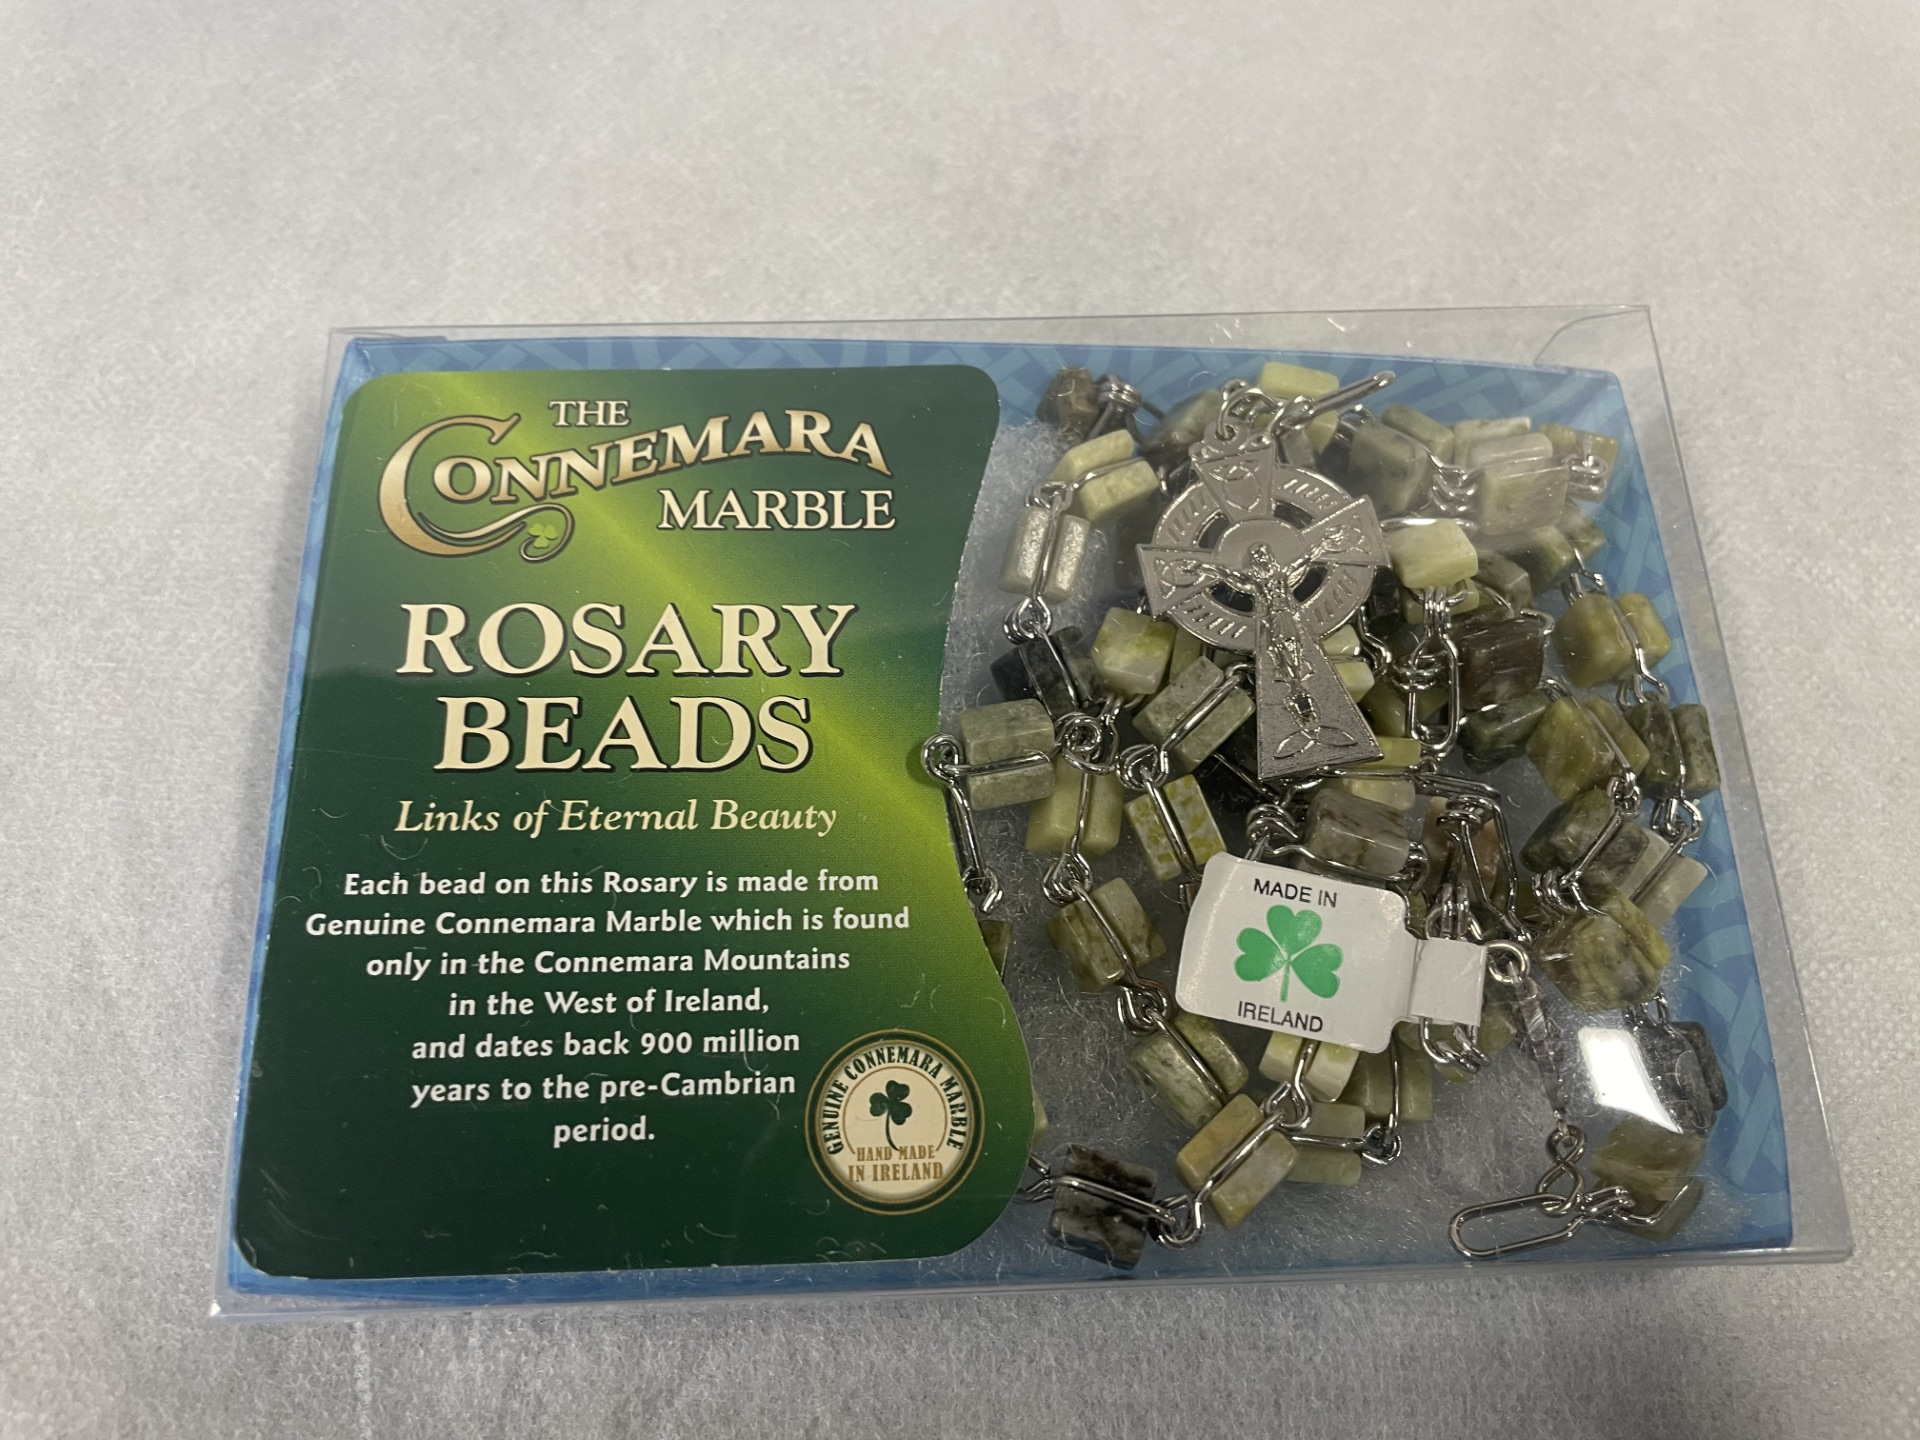 THE
CONNEMARA
MARBLE
ROSARY
BEADS
Links of Eternal Beauty
Each bead on this Rosary is made from
Genuine Connemara Marble which is found
only in the Connemara Mountains
in the West of Ireland,
and dates back 900 million
years to the pre-Cambrian
period.
GENUINE CONNEMARA MARBLE
HAND MADE
IN IRELAND
MADE IN
IRELAND